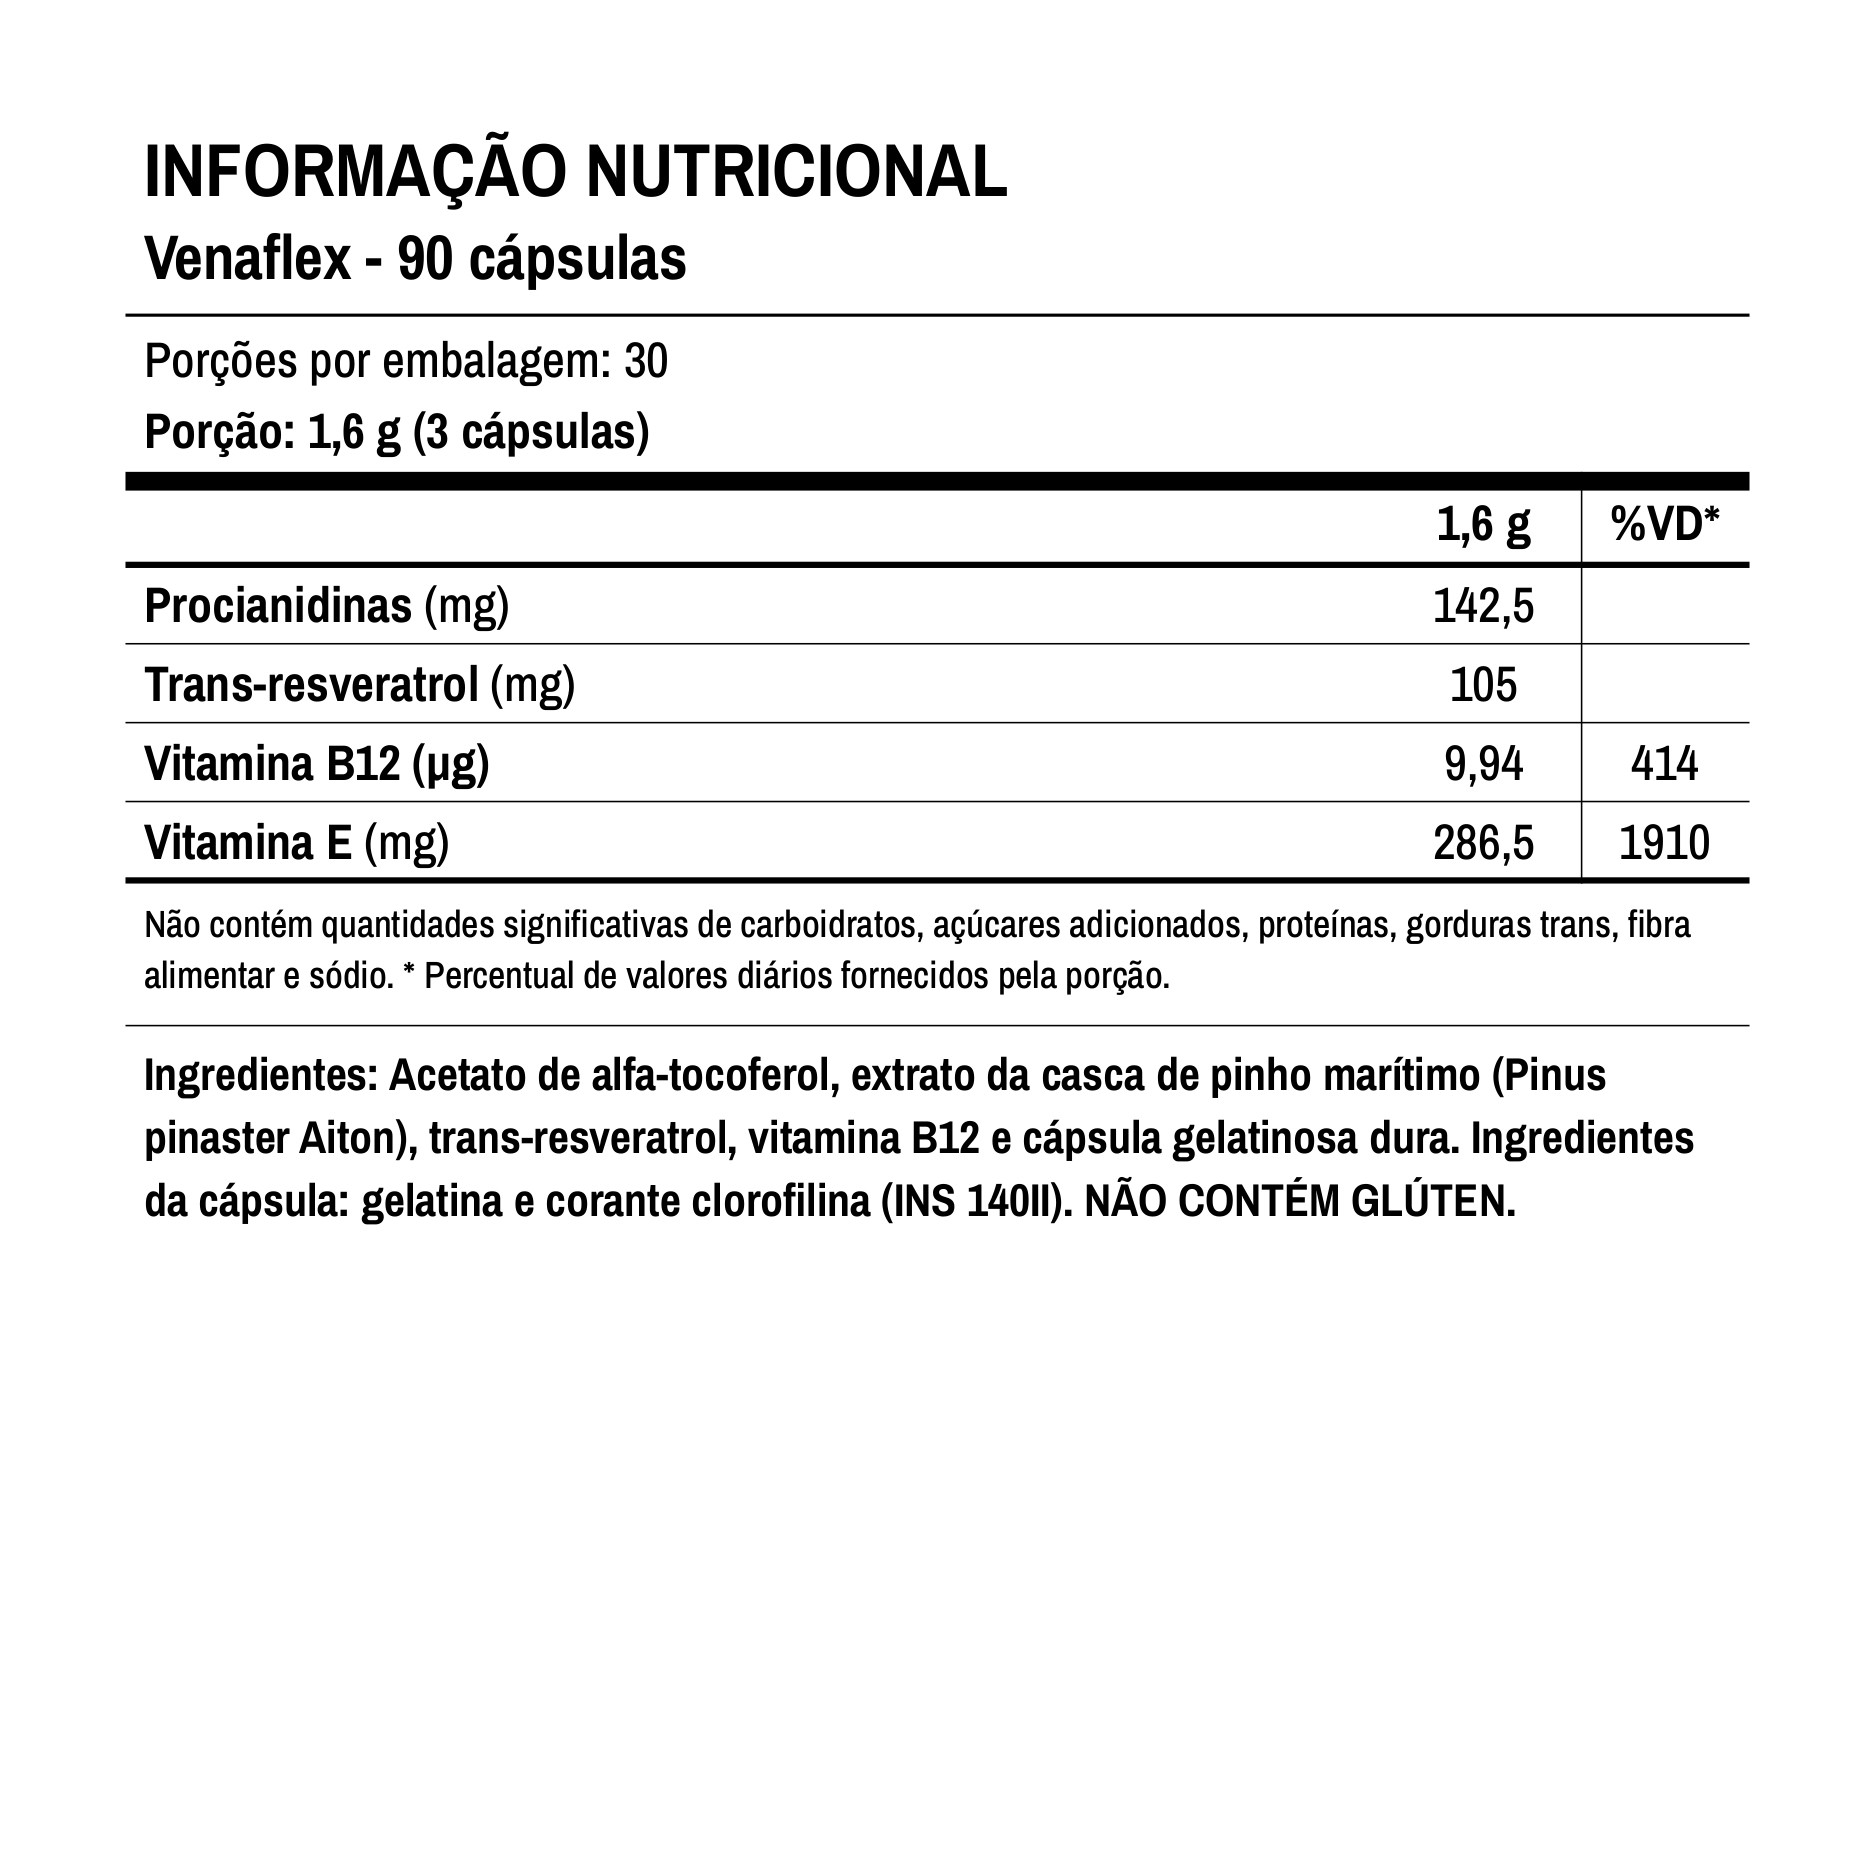 INFORMAÇÃO NUTRICIONAL
Venaflex - 90 cápsulas
Porções por embalagem: 30
Porção: 1,6 g (3 cápsulas)
1,6 g %VD*
Procianidinas (mg) 142,5
Trans-resveratrol (mg) 105
Vitamina B12 (µg) 9,94 414
Vitamina E (mg) 286,5 1910
Não contém quantidades significativas de carboidratos, açúcares adicionados, proteínas, gorduras trans, fibra
alimentar e sódio. * Percentual de valores diários fornecidos pela porção.
Ingredientes: Acetato de alfa-tocoferol, extrato da casca de pinho marítimo (Pinus
pinaster Aiton), trans-resveratrol, vitamina B12 e cápsula gelatinosa dura. Ingredientes
da cápsula: gelatina e corante clorofilina (INS 140II). NÃO CONTÉM GLÚTEN.